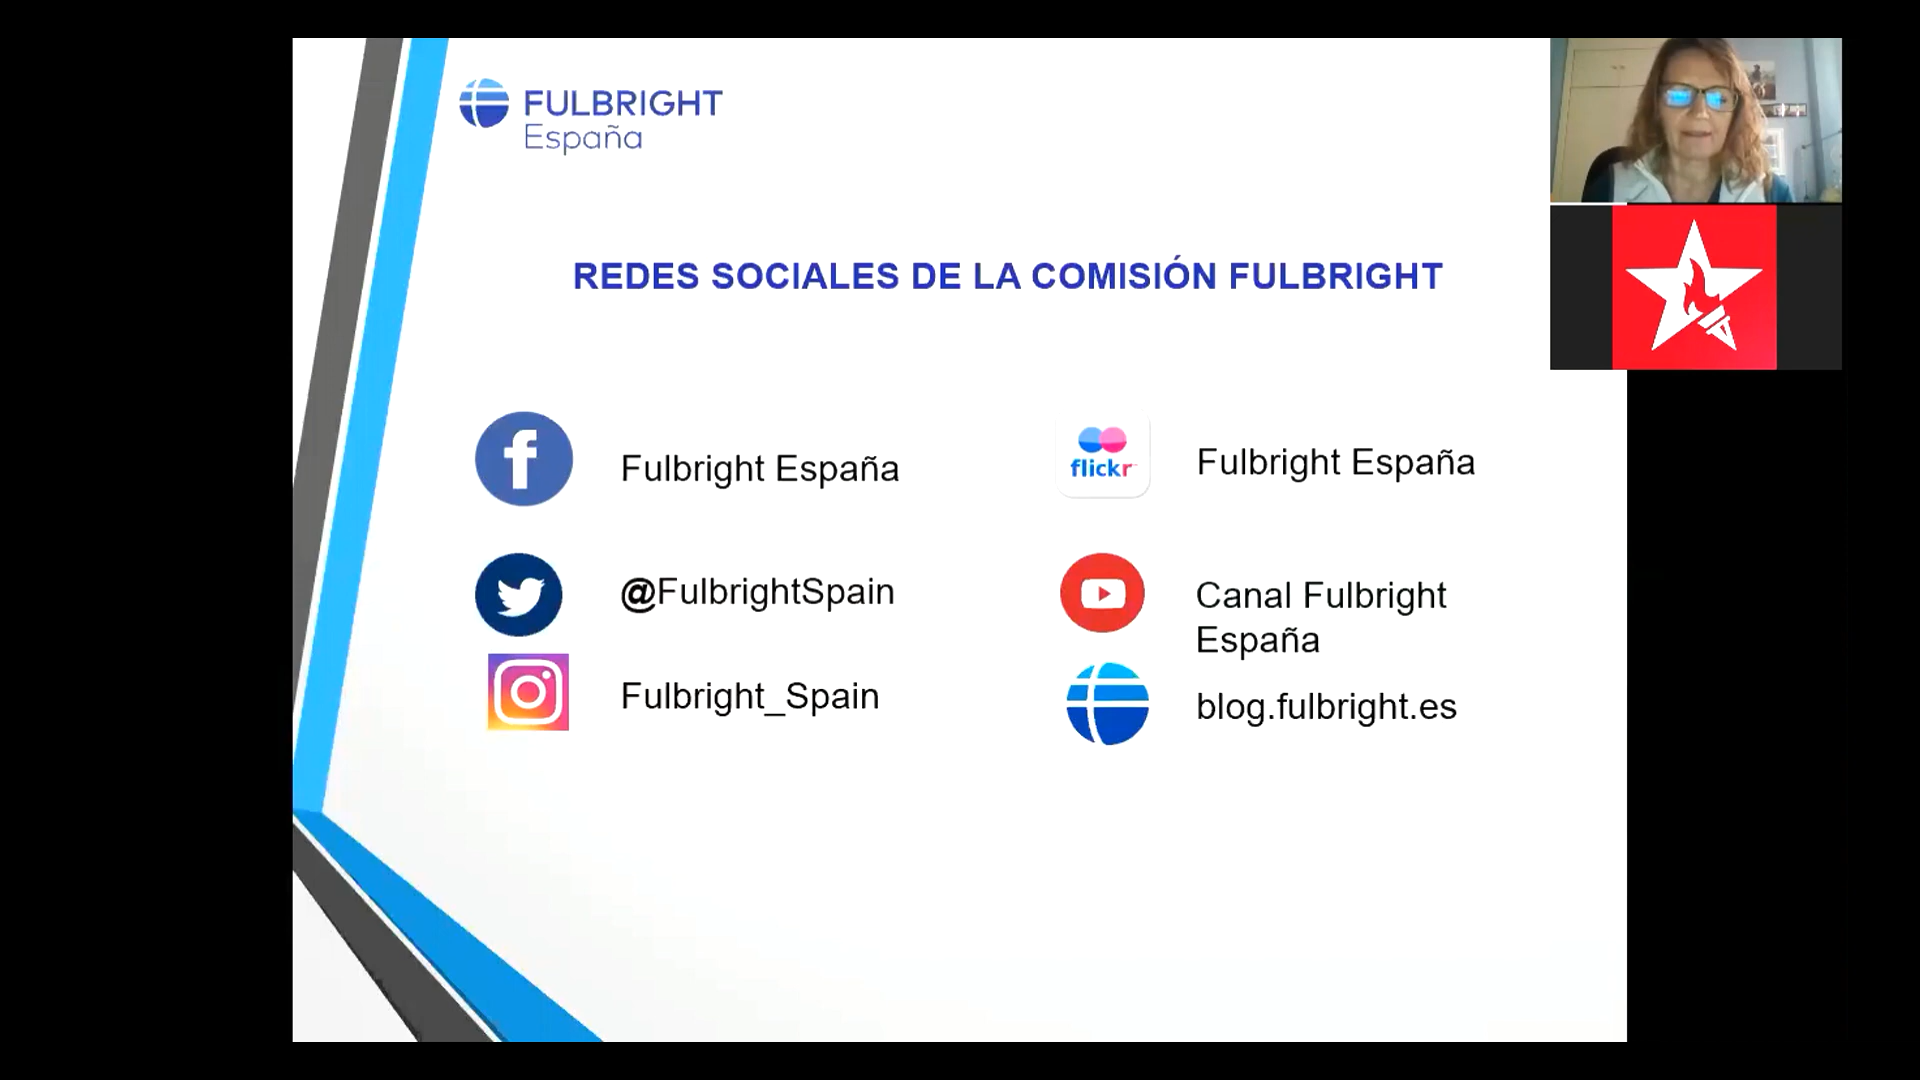 FULBRIGHT
España
REDES SOCIALES DE LA COMISIÓN FULBRIGHT
Fulbright España
@FulbrightSpain
Fulbright_Spain
flickr
Fulbright España
Canal Fulbright
España
blog.fulbright.es